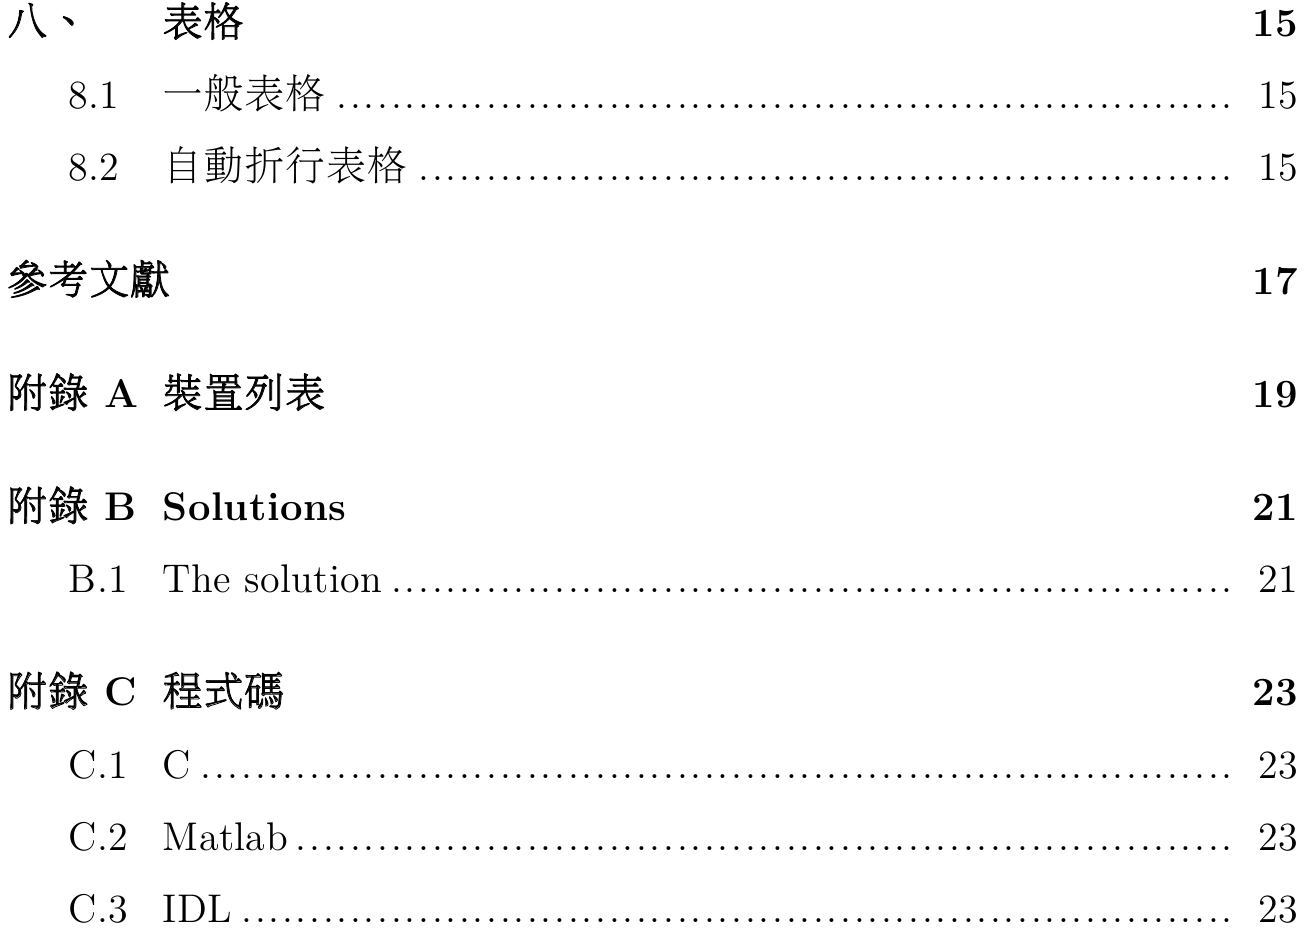 八、 表格 15
8.1 一般表格 15
8.2 自動折行表格 15
參考文獻 17
附錄 A 裝置列表 19
附錄 B Solutions 21
B.1 The solution 21
附錄 C 程式碼 23
C.1 C 23
C.2 Matlab 23
C.3 IDL 23